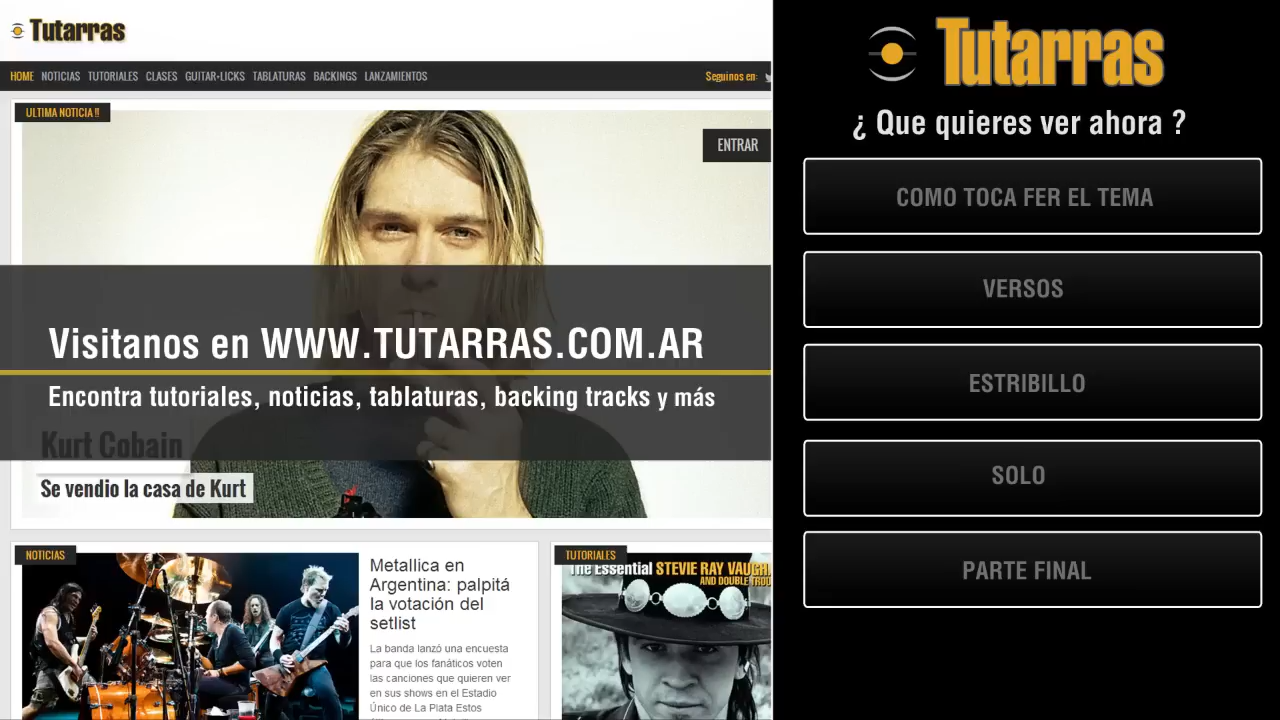 Tutarras
HOME NOTICIAS TUTORIALES CLASES GUITAR-LICKS TABLATURAS BACKINGS LANZAMIENTOS
Seguinos en:
ULTIMA NOTICIA !!
ENTRAR
Visitanos en WWW.TUTARRAS.COM.AR
Encontra tutoriales, noticias, tablaturas, backing tracks y más
Kurt Cobain
Se vendio la casa de Kurt
NOTICIAS
Metallica en
Argentina: palpitá
la votación del
setlist
La banda lanzó una encuesta
para que los fanáticos voten
las canciones que quieren ver
en sus shows en el Estadio
Único de La Plata Estos
TUTORIALES
The Essential STEVIE RAY VAUGH
AND DOUBLE TROU
Tutarras
¿ Que quieres ver ahora ?
COMO TOCA FER EL TEMA
VERSOS
ESTRIBILLO
SOLO
PARTE FINAL